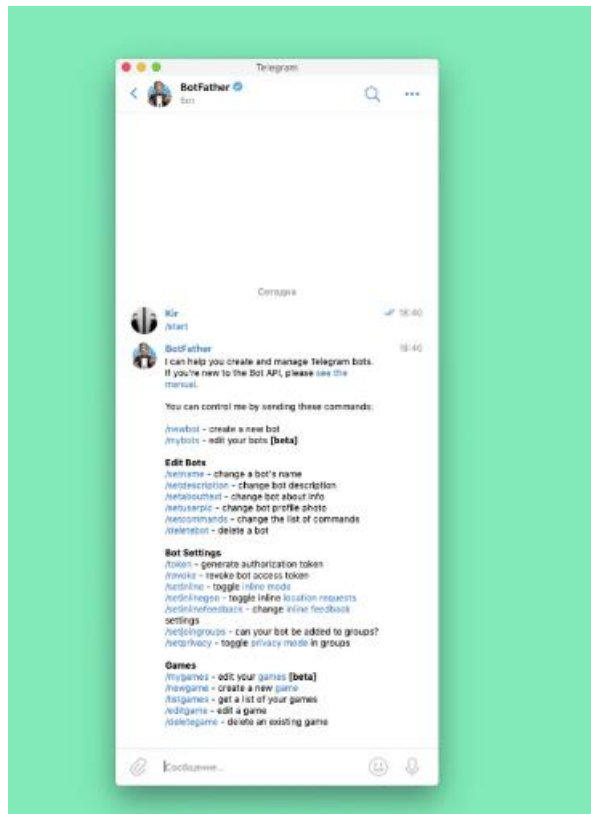 Telegram
BotFather
бот
Сегодня
Kir
18:40
/start
BotFather
18:40
I can help you create and manage Telegram bots.
If you're new to the Bot API, please see the
manual.
You can control me by sending these commands:
/newbot - create a new bot
/mybots - edit your bots [beta]
Edit Bots
/setname - change a bot's name
/setdescription - change bot description
/setabouttext - change bot about info
/setuserpic - change bot profile photo
/setcommands - change the list of commands
/deletebot - delete a bot
Bot Settings
/token - generate authorization token
/revoke - revoke bot access token
/setinline - toggle inline mode
/setinlinegeo - toggle inline location requests
/setinlinefeedback - change inline feedback
settings
/setjoingroups - can your bot be added to groups?
/setprivacy - toggle privacy mode in groups
Games
/mygames - edit your games [beta]
/newgame - create a new game
/listgames - get a list of your games
/editgame - edit a game
/deletegame - delete an existing game
Сообщение...